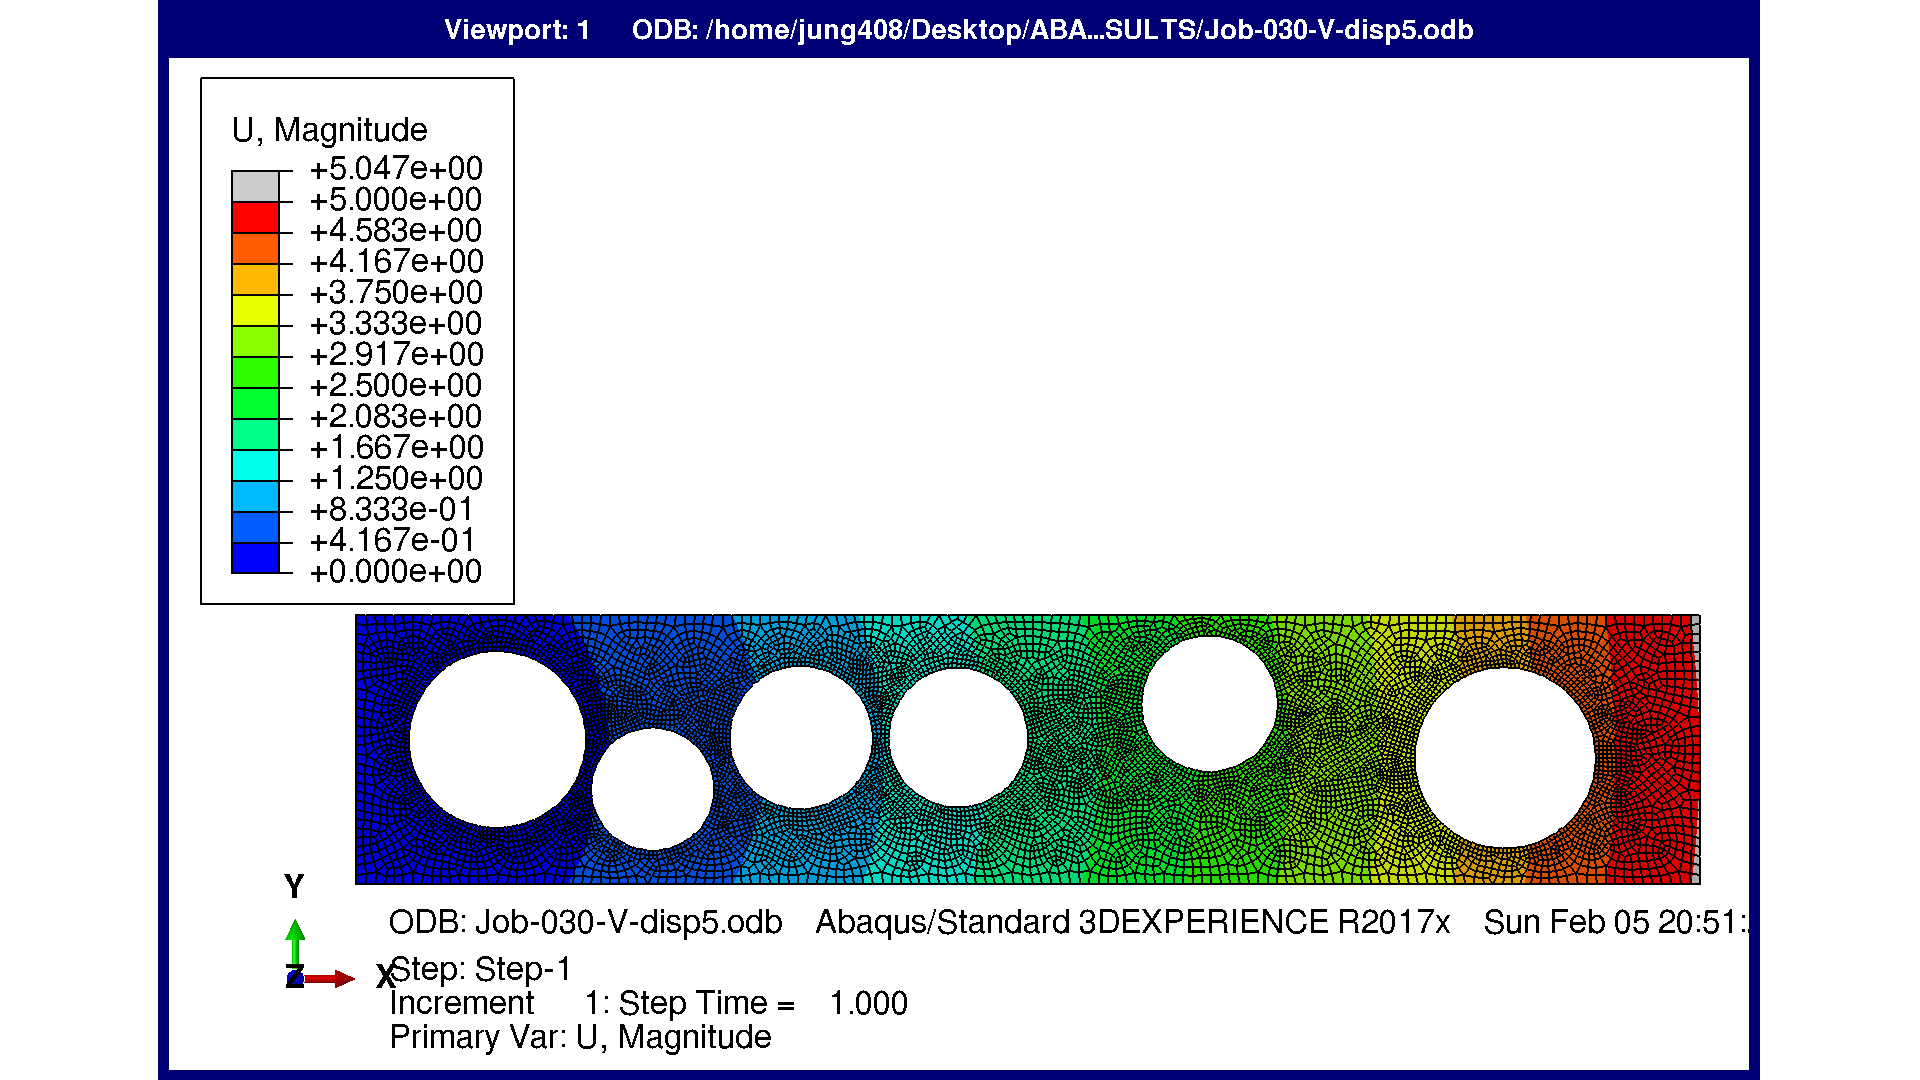 Viewport: 1 ODB: /home/jung408/Desktop/ABA...SULTS/Job-030-V-disp5.odb
U, Magnitude
+5.047e+00
+5.000e+00
+4.583e+00
+4.167e+00
+3.750e+00
+3.333e+00
+2.917e+00
+2.500e+00
+2.083e+00
+1.667e+00
+1.250e+00
+8.333e-01
+4.167e-01
+0.000e+00
Y
Z
X
ODB: Job-030-V-disp5.odb Abaqus/Standard 3DEXPERIENCE R2017x Sun Feb 05 20:51:
Step: Step-1
Increment 1: Step Time = 1.000
Primary Var: U, Magnitude